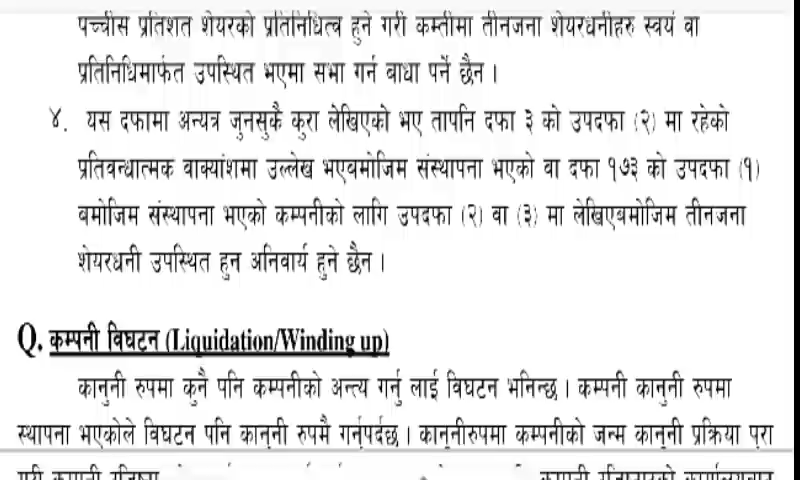 पच्चीस प्रतिशत शेयरको प्रतिनिधित्व हुने गरी कम्तीमा तीनजना शेयरधनीहरु स्वयं वा
प्रतिनिधिमार्फत उपस्थित भएमा सभा गर्न बाधा पर्ने छैन ।
४. यस दफामा अन्यत्र जुनसुकै कुरा लेखिएको भए तापनि दफा ३ को उपदफा (२) मा रहेको
प्रतिवन्धात्मक वाक्यांशमा उल्लेख भएबमोजिम संस्थापना भएको वा दफा १७३ को उपदफा (१)
बमोजिम संस्थापना भएको कम्पनीको लागि उपदफा (२) वा (३) मा लेखिएबमोजिम तीनजना
शेयरधनी उपस्थित हुन अनिवार्य हुने छैन ।
Q. कम्पनी विघटन (Liquidation/Winding up)
कानुनी रुपमा कुनै पनि कम्पनीको अन्त्य गर्नु लाई विघटन भनिन्छ । कम्पनी कानुनी रुपमा
स्थापना भएकोले विघटन पनि कानुनी रुपमै गर्नुपर्दछ । कानुनीरुपमा कम्पनीको जन्म कानुनी प्रक्रिया पुरा